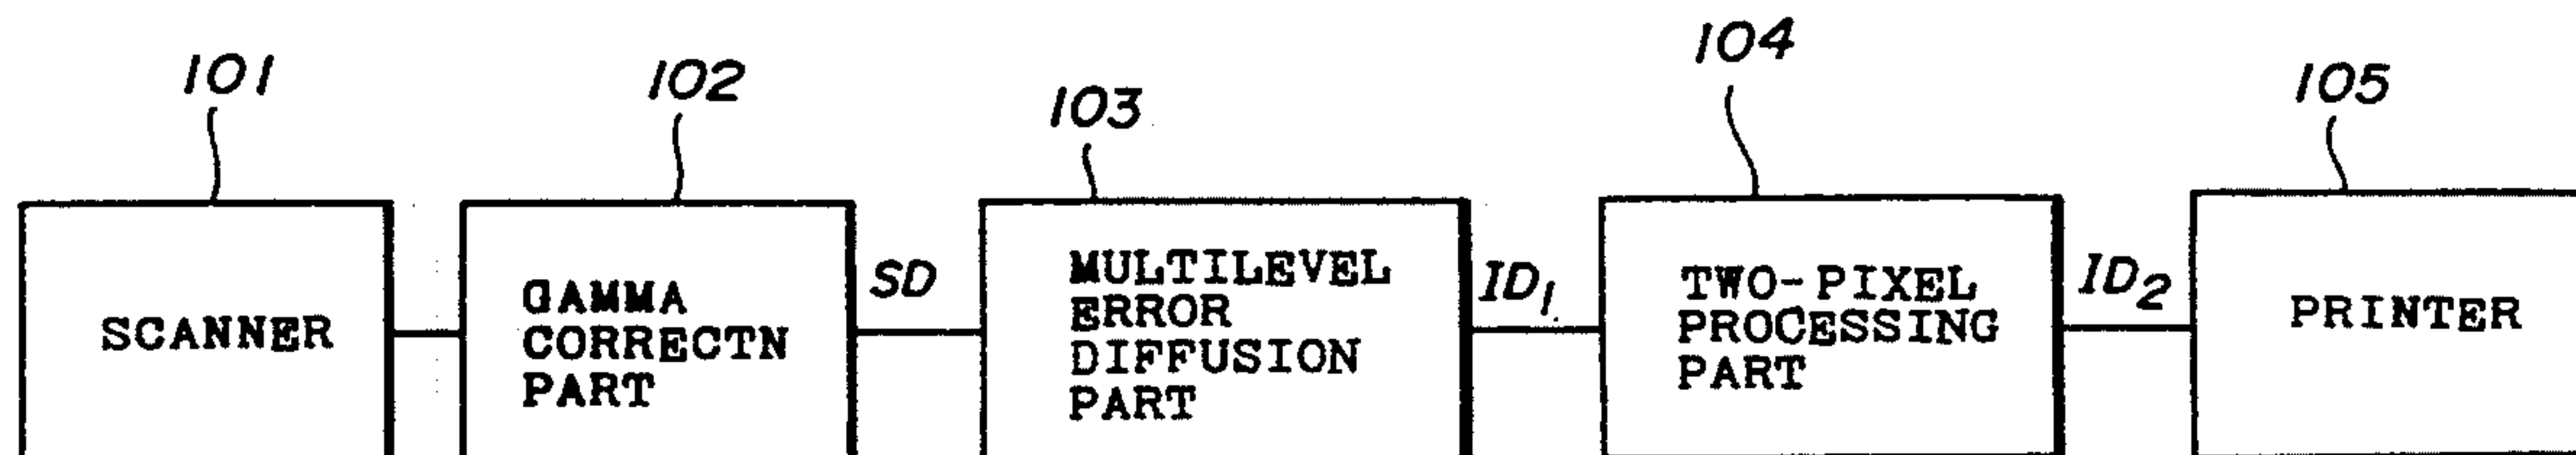 101
102
103
104
105
SCANNER
GAMMA
CORRECTN
PART
SD
MULTILEVEL
ERROR
DIFFUSION
PART
ID1
TWO-PIXEL
PROCESSING
PART
ID2
PRINTER